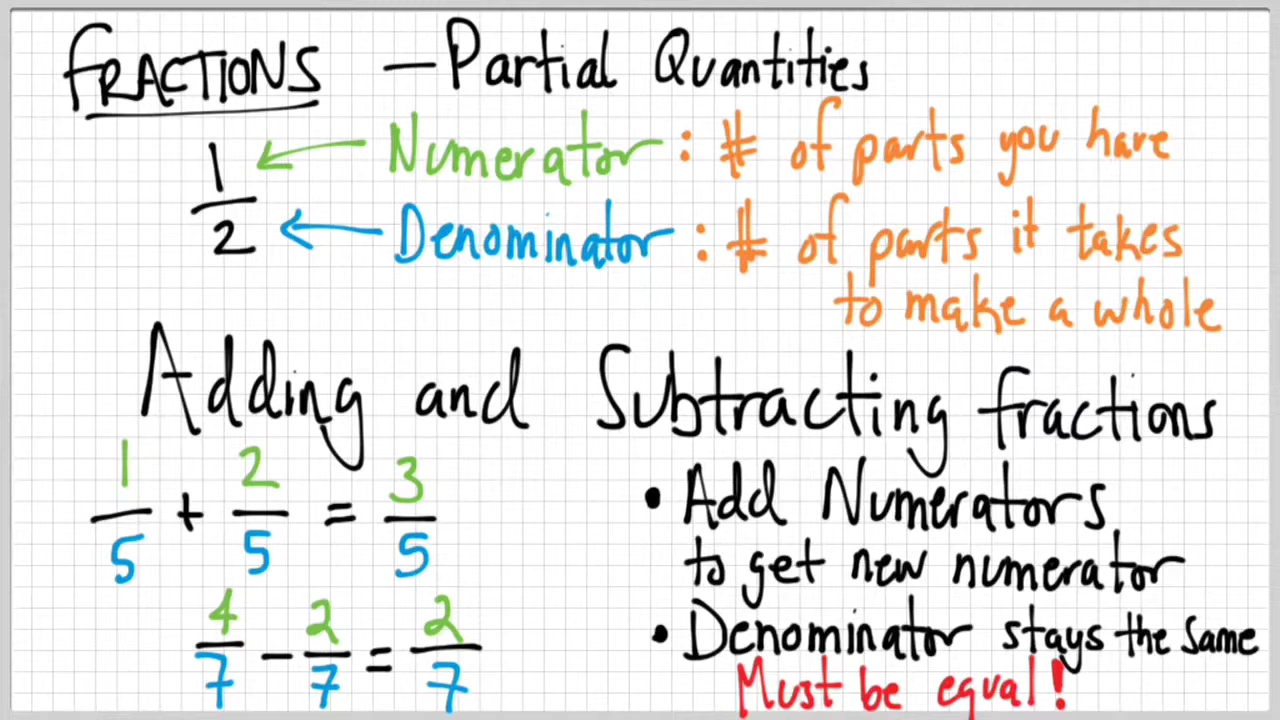 FRACTIONS – Partial Quantities
1/2
← Numerator: # of parts you have
← Denominator: # of parts it takes
to make a whole
Adding and Subtracting fractions
1/5 + 2/5 = 3/5
4/7 – 2/7 = 2/7
• Add Numerators
to get new numerator
• Denominator stays the same
Must be equal!